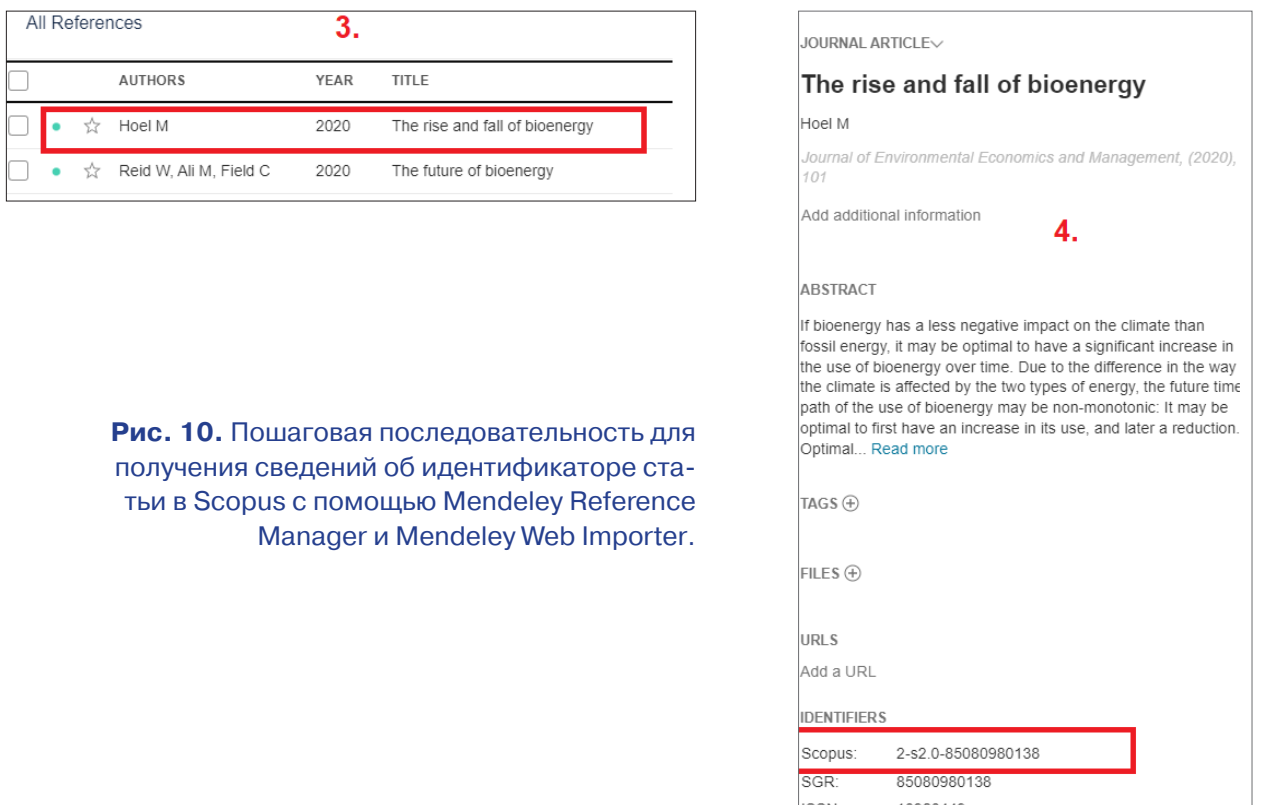 All References
3.
AUTHORS YEAR TITLE
Hoel M 2020 The rise and fall of bioenergy
Reid W, Ali M, Field C 2020 The future of bioenergy
Рис. 10. Пошаговая последовательность для
получения сведений об идентификаторе ста-
тьи в Scopus с помощью Mendeley Reference
Manager и Mendeley Web Importer.
JOURNAL ARTICLE
The rise and fall of bioenergy
Hoel M
Journal of Environmental Economics and Management, (2020),
101
Add additional information
4.
ABSTRACT
If bioenergy has a less negative impact on the climate than
fossil energy, it may be optimal to have a significant increase in
the use of bioenergy over time. Due to the difference in the way
the climate is affected by the two types of energy, the future time
path of the use of bioenergy may be non-monotonic: It may be
optimal to first have an increase in its use, and later a reduction.
Optimal... Read more
TAGS
FILES
URLS
Add a URL
IDENTIFIERS
Scopus: 2-s2.0-85080980138
SGR: 85080980138